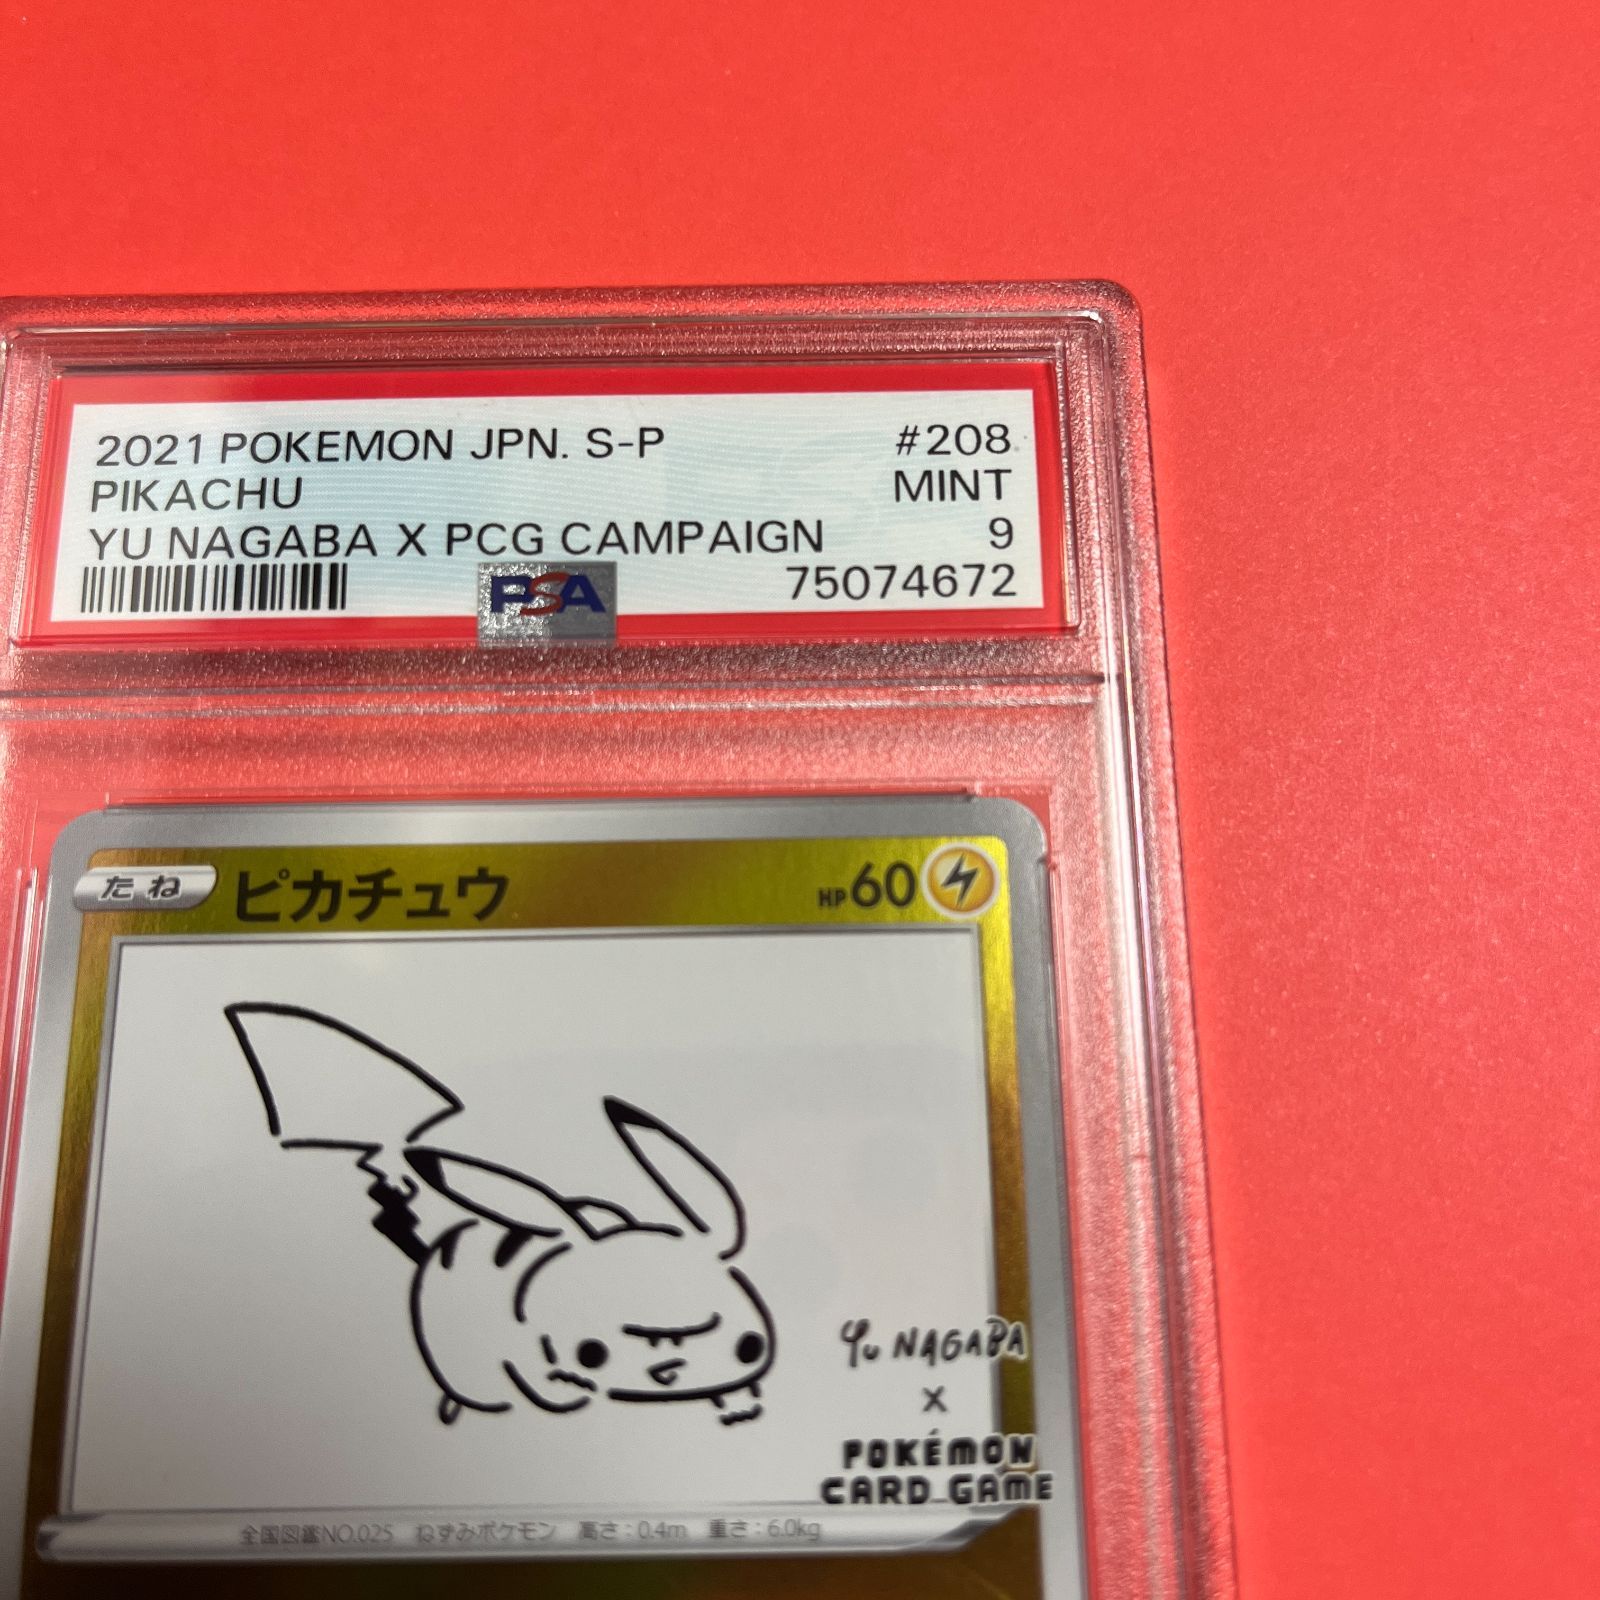 2021 POKEMON JPN. S-P #208
PIKACHU MINT
YU NAGABA X PCG CAMPAIGN 9
PSA 75074672
たね ピカチュウ HP60
YU NAGABA
X
POKÉMON
CARD GAME
全国図鑑NO.025 ねずみポケモン 高さ:0.4m 重さ:6.0kg